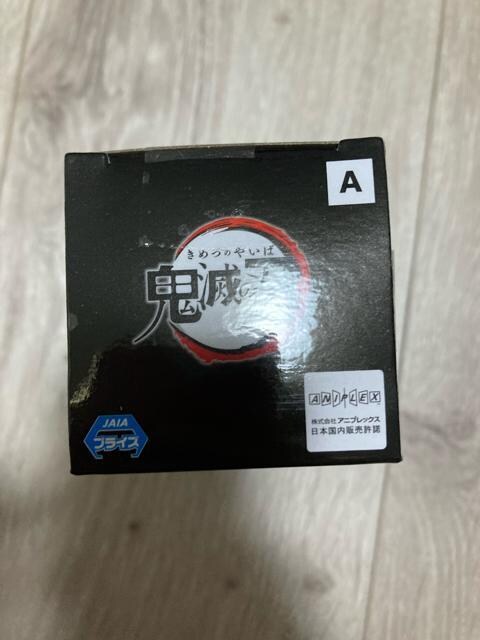 A
きめつのやいば
鬼滅の
JAIA
プライズ
ANIPLEX
株式会社 アニプレックス
日本国内販売許諾